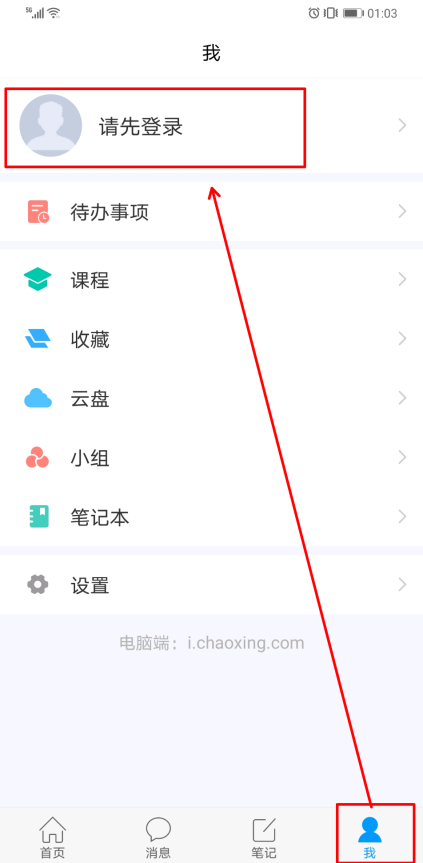 5G 01:03
我
请先登录
待办事项
课程
收藏
云盘
小组
笔记本
设置
电脑端：i.chaoxing.com
首页 消息 笔记 我